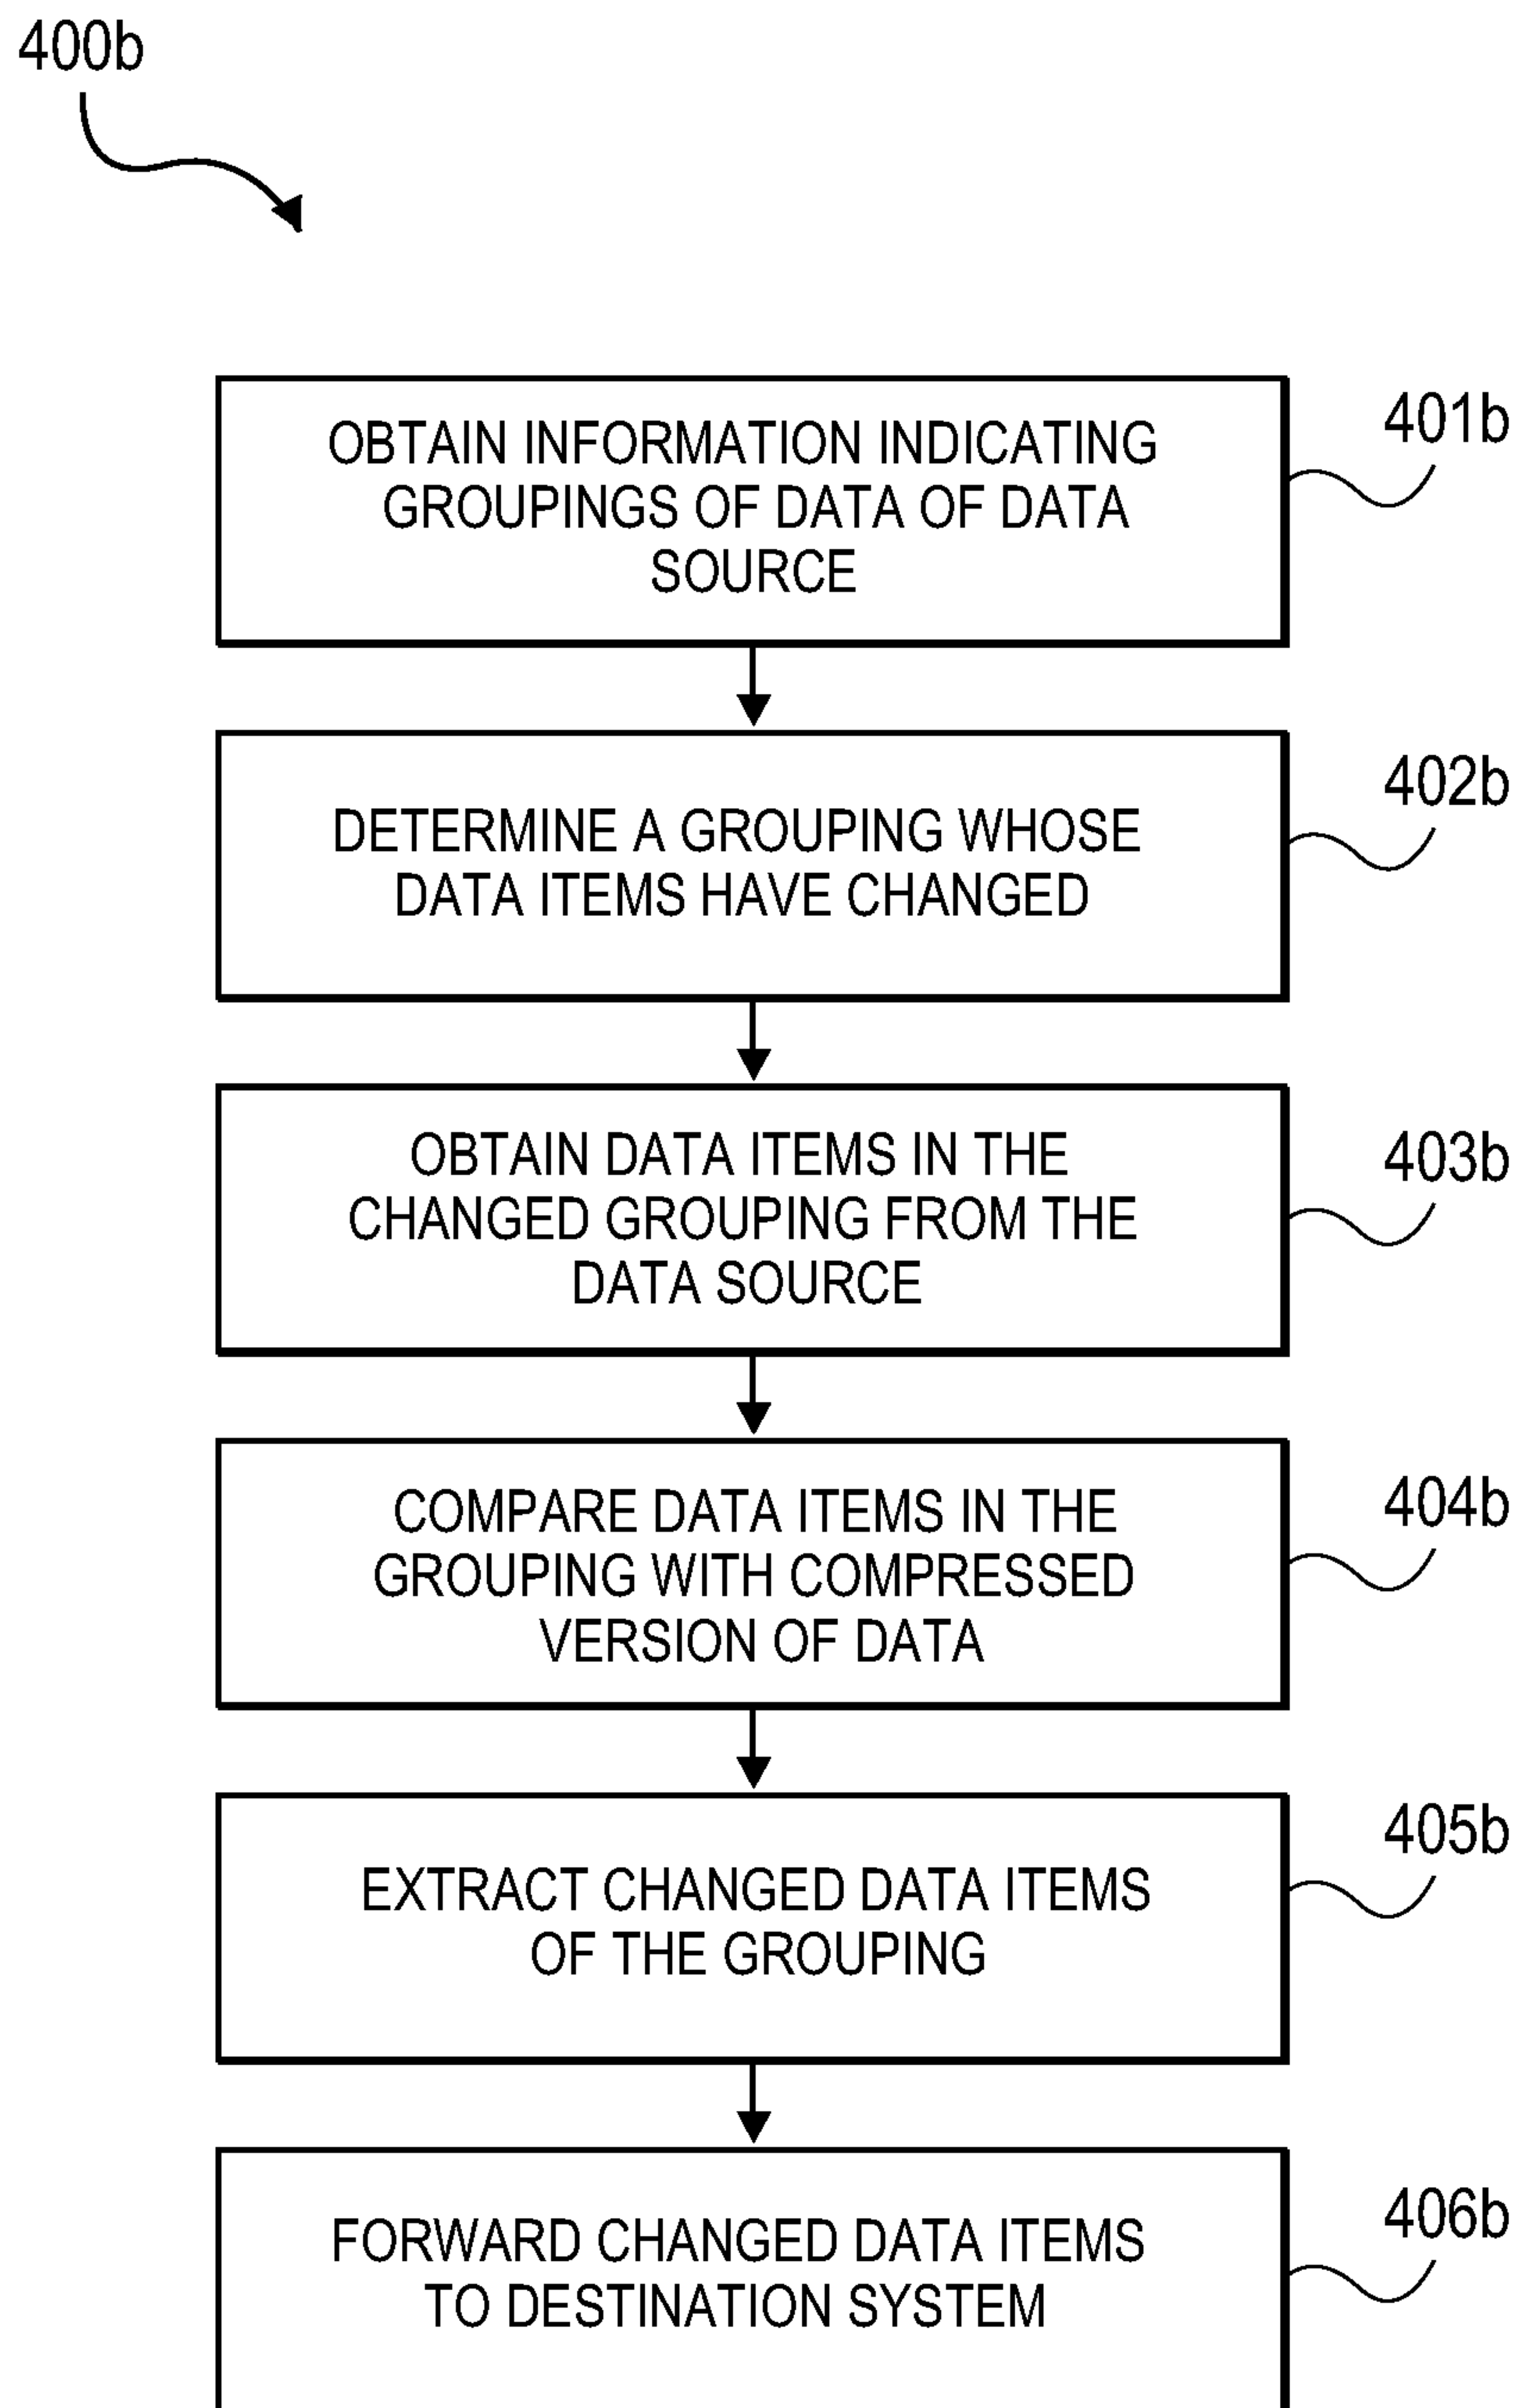 400b
OBTAIN INFORMATION INDICATING
GROUPINGS OF DATA OF DATA
SOURCE
401b
DETERMINE A GROUPING WHOSE
DATA ITEMS HAVE CHANGED
402b
OBTAIN DATA ITEMS IN THE
CHANGED GROUPING FROM THE
DATA SOURCE
403b
COMPARE DATA ITEMS IN THE
GROUPING WITH COMPRESSED
VERSION OF DATA
404b
EXTRACT CHANGED DATA ITEMS
OF THE GROUPING
405b
FORWARD CHANGED DATA ITEMS
TO DESTINATION SYSTEM
406b